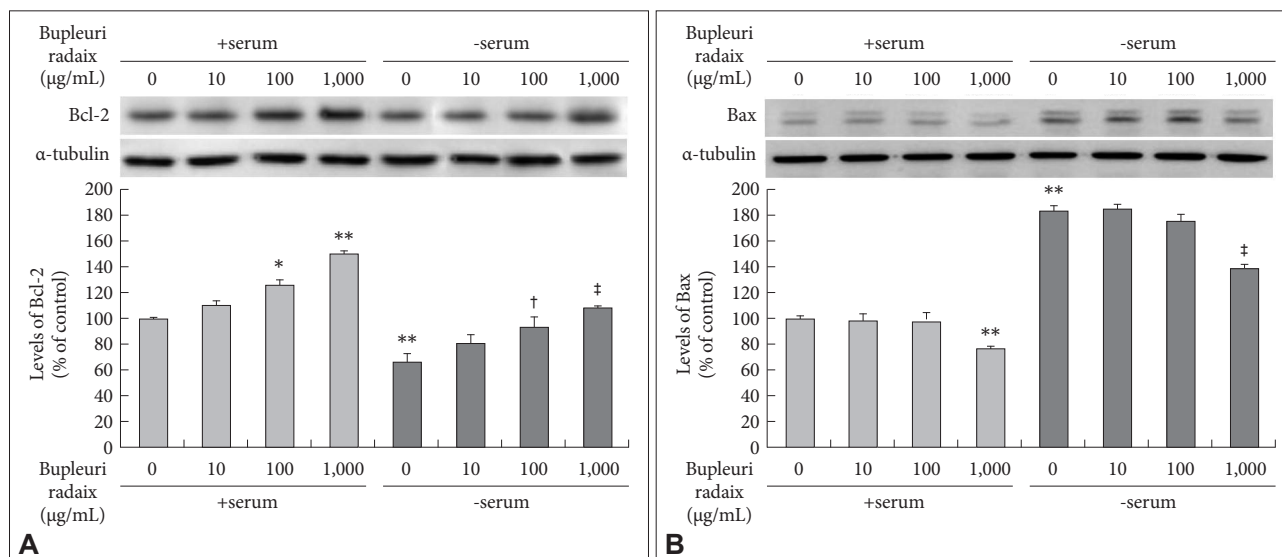 Bupleuri
radaix
(μg/mL)
+serum
-serum
0 10 100 1,000 0 10 100 1,000
Bcl-2
α-tubulin
200
180
160
140
120
100
80
60
40
20
0
Levels of Bcl-2
(% of control)
*
**
**
†
‡
Bupleuri
radaix
(μg/mL)
0 10 100 1,000 0 10 100 1,000
+serum
-serum
A
Bupleuri
radaix
(μg/mL)
+serum
-serum
0 10 100 1,000 0 10 100 1,000
Bax
α-tubulin
200
180
160
140
120
100
80
60
40
20
0
Levels of Bax
(% of control)
**
**
‡
Bupleuri
radaix
(μg/mL)
0 10 100 1,000 0 10 100 1,000
+serum
-serum
B